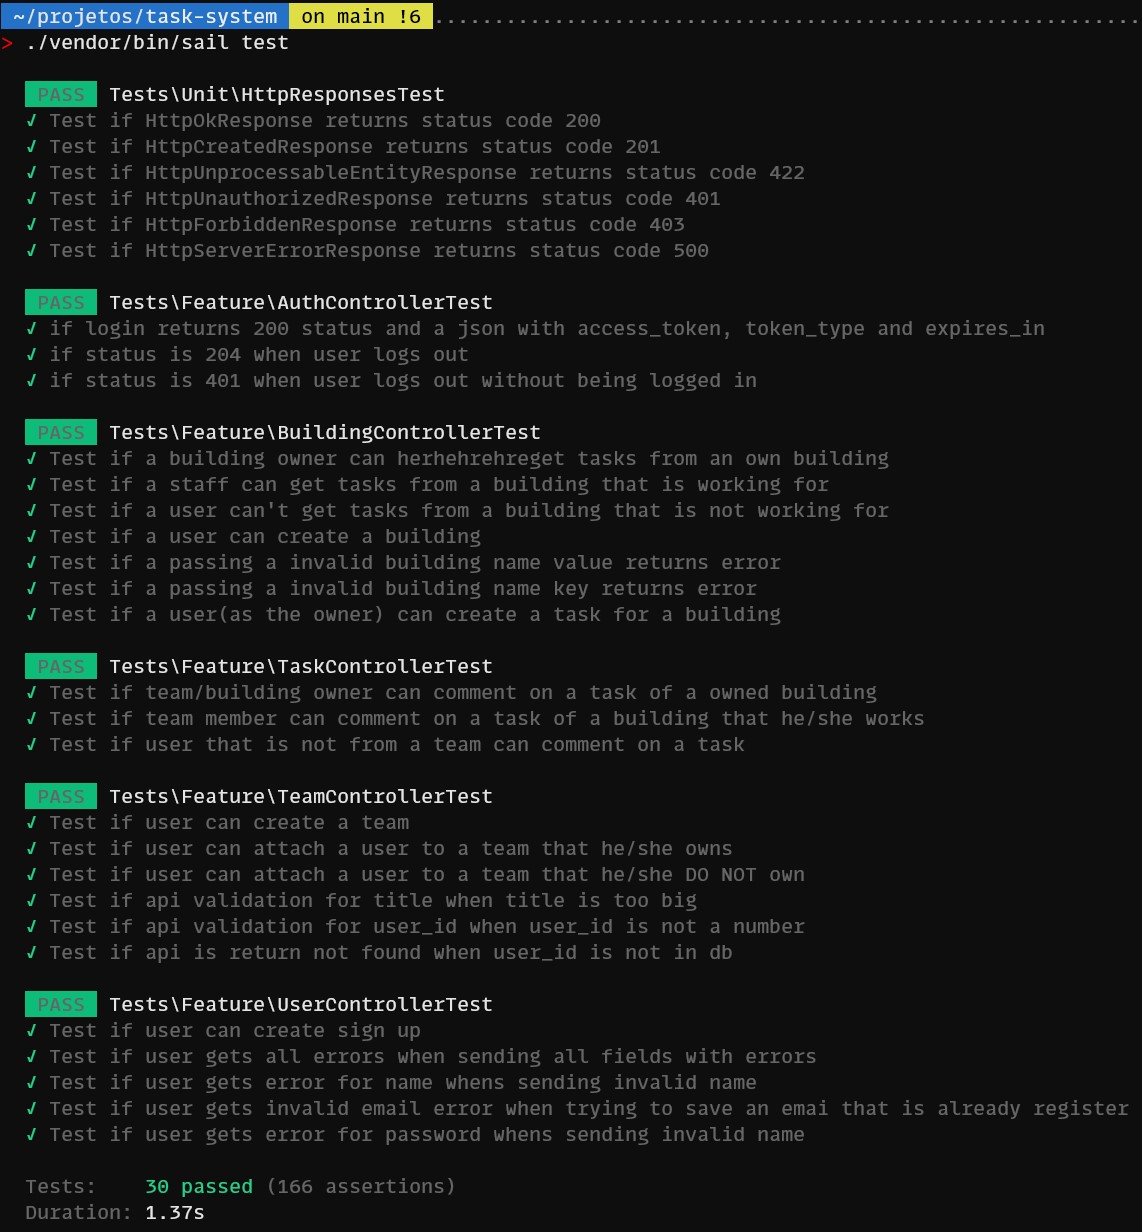 ~/projetos/task-system on main !6
> ./vendor/bin/sail test
PASS Tests\Unit\HttpResponsesTest
✓ Test if HttpOkResponse returns status code 200
✓ Test if HttpCreatedResponse returns status code 201
✓ Test if HttpUnprocessableEntityResponse returns status code 422
✓ Test if HttpUnauthorizedResponse returns status code 401
✓ Test if HttpForbiddenResponse returns status code 403
✓ Test if HttpServerErrorResponse returns status code 500
PASS Tests\Feature\AuthControllerTest
✓ if login returns 200 status and a json with access_token, token_type and expires_in
✓ if status is 204 when user logs out
✓ if status is 401 when user logs out without being logged in
PASS Tests\Feature\BuildingControllerTest
✓ Test if a building owner can herhehrehreget tasks from an own building
✓ Test if a staff can get tasks from a building that is working for
✓ Test if a user can't get tasks from a building that is not working for
✓ Test if a user can create a building
✓ Test if a passing a invalid building name value returns error
✓ Test if a passing a invalid building name key returns error
✓ Test if a user(as the owner) can create a task for a building
PASS Tests\Feature\TaskControllerTest
✓ Test if team/building owner can comment on a task of a owned building
✓ Test if team member can comment on a task of a building that he/she works
✓ Test if user that is not from a team can comment on a task
PASS Tests\Feature\TeamControllerTest
✓ Test if user can create a team
✓ Test if user can attach a user to a team that he/she owns
✓ Test if user can attach a user to a team that he/she DO NOT own
✓ Test if api validation for title when title is too big
✓ Test if api validation for user_id when user_id is not a number
✓ Test if api is return not found when user_id is not in db
PASS Tests\Feature\UserControllerTest
✓ Test if user can create sign up
✓ Test if user gets all errors when sending all fields with errors
✓ Test if user gets error for name whens sending invalid name
✓ Test if user gets invalid email error when trying to save an emai that is already register
✓ Test if user gets error for password whens sending invalid name
Tests: 30 passed (166 assertions)
Duration: 1.37s